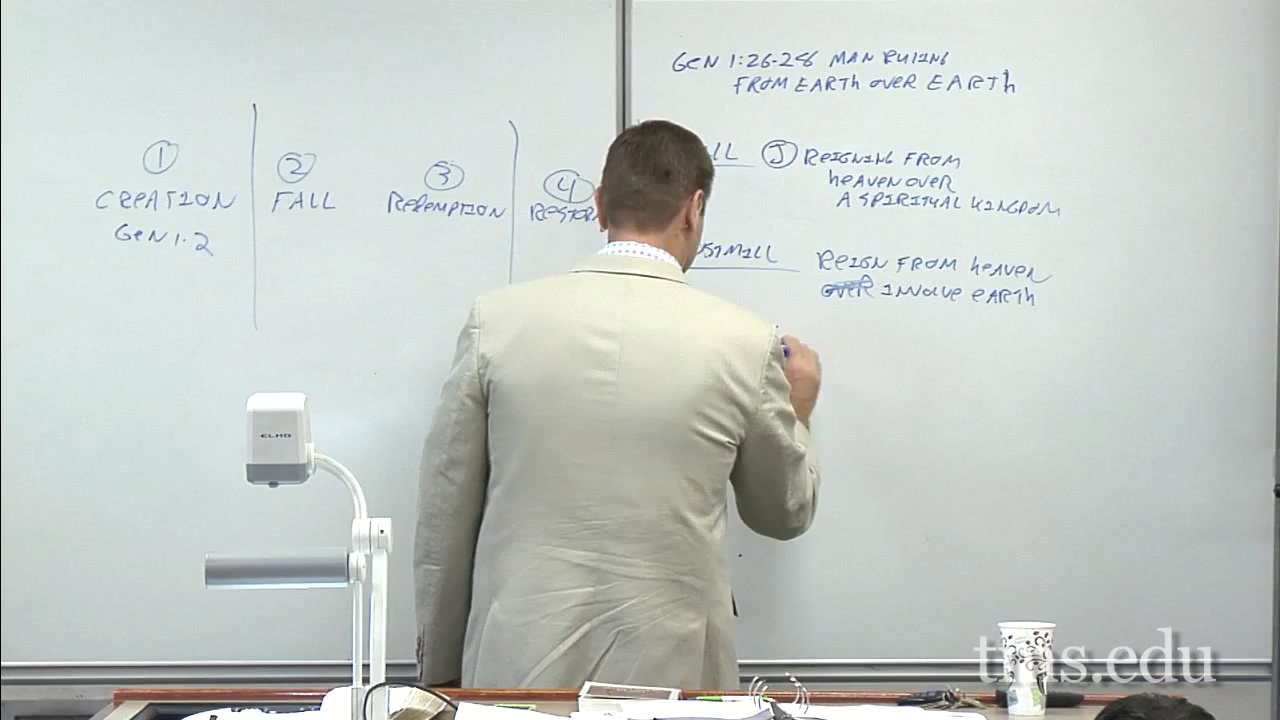 GEN 1:26-28 MAN RULING
FROM EARTH OVER EARTH
①
CREATION
GEN 1-2
②
FALL
③
REDEMPTION
④
Ⓙ REIGNING FROM
HEAVEN OVER
A SPIRITUAL KINGDOM
REIGN FROM HEAVEN
INVOLVE EARTH
ELMO
tms.edu